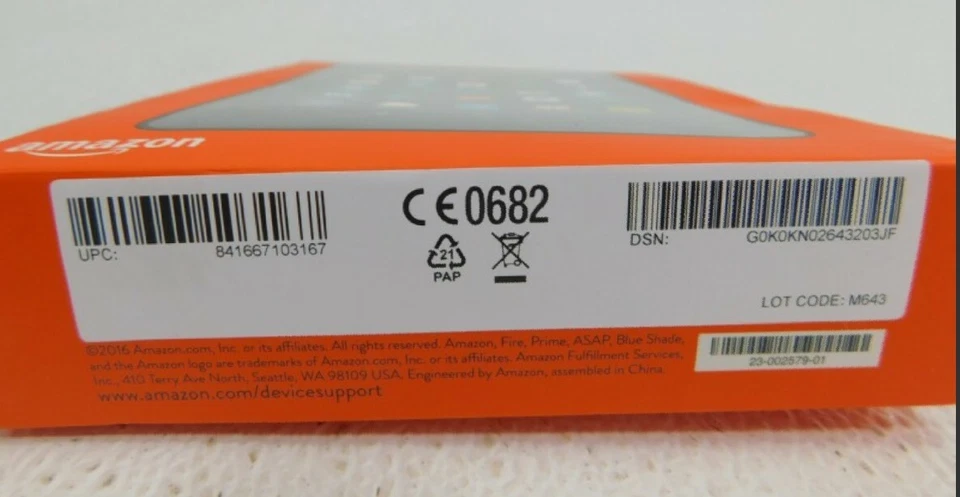 amazon
UPC: 841667103167
CE0682
21
PAP
DSN: G0K0KN02643203JF
LOT CODE: M643
©2016 Amazon.com, Inc. or its affiliates. All rights reserved. Amazon, Fire, Prime, ASAP, Blue Shade,
and the Amazon logo are trademarks of Amazon.com, Inc. or its affiliates. Amazon Fulfillment Services,
Inc., 410 Terry Ave North, Seattle, WA 98109 USA. Engineered by Amazon, assembled in China.
www.amazon.com/devicesupport
23-002579-01